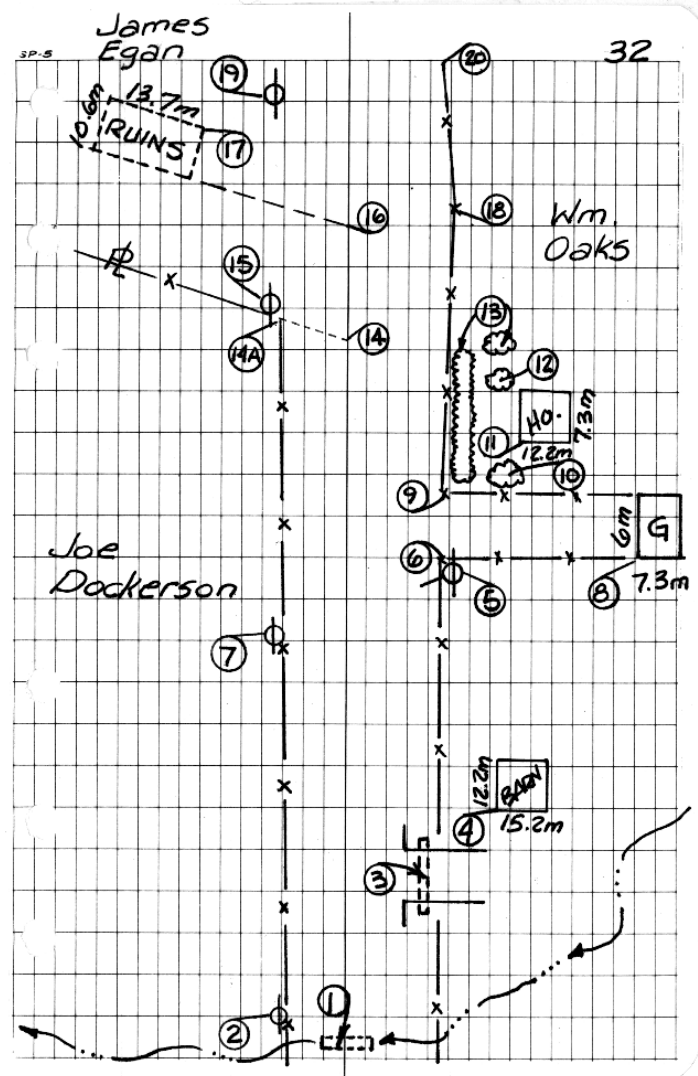 James
Egan
SP-5
32
19
20
13.7m
10.6m
RUINS
17
16
18
Wm.
Oaks
PL
15
14A
14
13
12
HO.
7.3m
11
12.2m
10
9
6m
G
6
5
8
7.3m
Joe
Dockerson
7
12.2m
BARN
15.2m
4
3
1
2